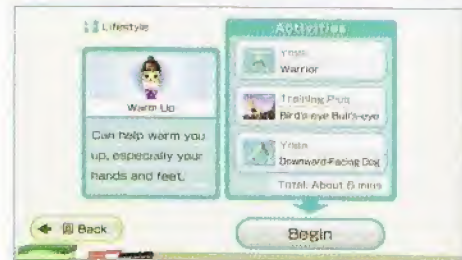 Lifestyle
Warm Up
Can help warm you
up, especially your
hands and feet.
Activities
Yoga
Warrior
Training Plus
Bird's-eye Bull's-eye
Yoga
Downward-Facing Dog
Total: About 6 mins
Back
Begin